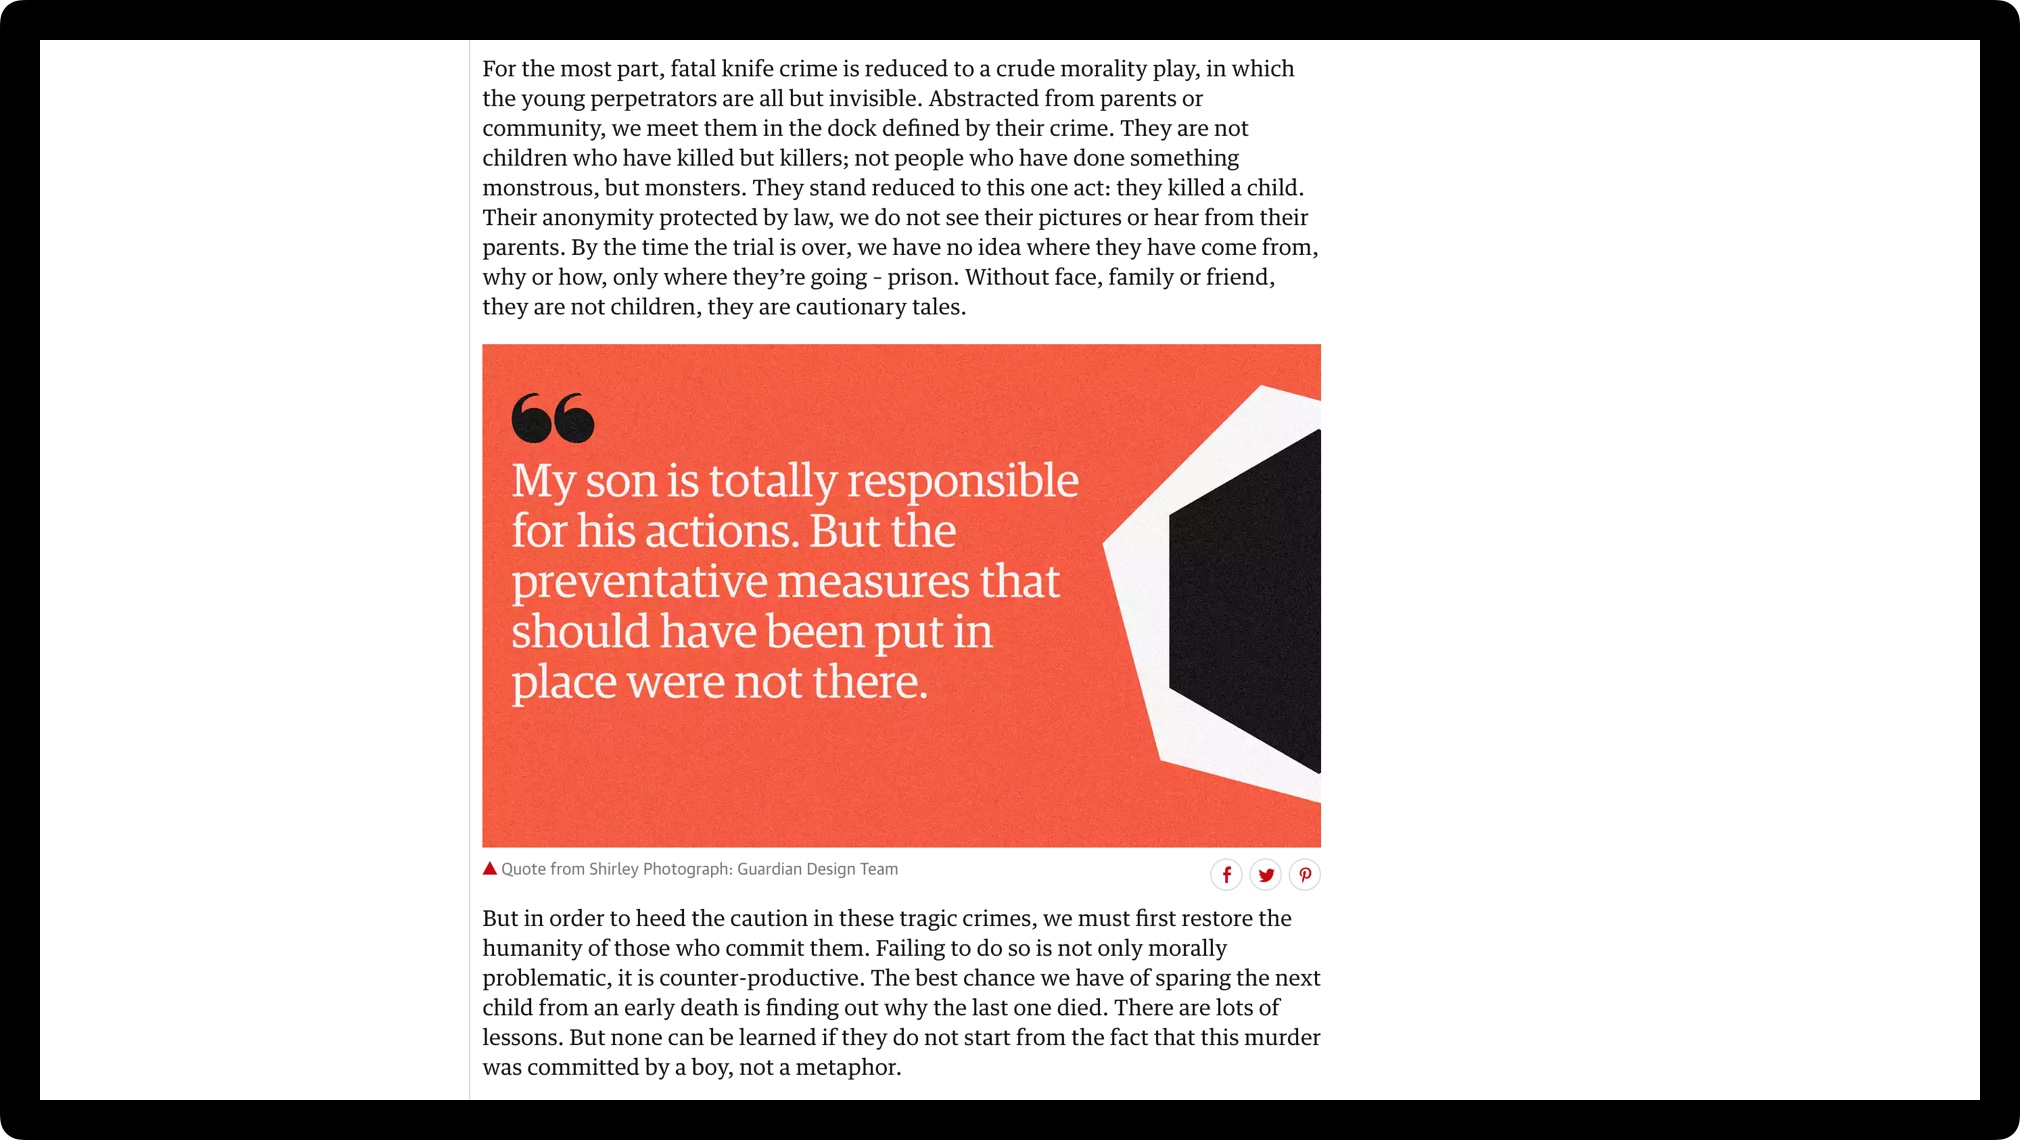 For the most part, fatal knife crime is reduced to a crude morality play, in which
the young perpetrators are all but invisible. Abstracted from parents or
community, we meet them in the dock defined by their crime. They are not
children who have killed but killers; not people who have done something
monstrous, but monsters. They stand reduced to this one act: they killed a child.
Their anonymity protected by law, we do not see their pictures or hear from their
parents. By the time the trial is over, we have no idea where they have come from,
why or how, only where they’re going – prison. Without face, family or friend,
they are not children, they are cautionary tales.
“
My son is totally responsible
for his actions. But the
preventative measures that
should have been put in
place were not there.
Quote from Shirley Photograph: Guardian Design Team
But in order to heed the caution in these tragic crimes, we must first restore the
humanity of those who commit them. Failing to do so is not only morally
problematic, it is counter-productive. The best chance we have of sparing the next
child from an early death is finding out why the last one died. There are lots of
lessons. But none can be learned if they do not start from the fact that this murder
was committed by a boy, not a metaphor.